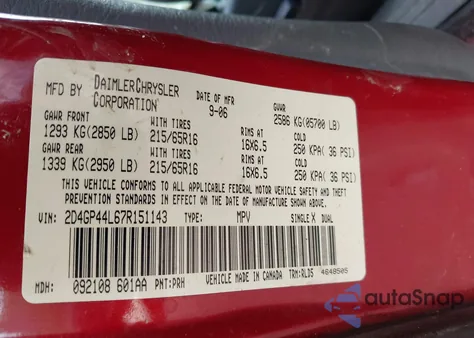 MFD BY DAIMLERCHRYSLER CORPORATION DATE OF MFR 9-06 GVWR 2586 KG(05700 LB)
GAWR FRONT WITH TIRES RIMS AT COLD
1293 KG(2850 LB) 215/65R16 16X6.5 250 KPA( 36 PSI)
GAWR REAR WITH TIRES RIMS AT COLD
1339 KG(2950 LB) 215/65R16 16X6.5 250 KPA( 36 PSI)
THIS VEHICLE CONFORMS TO ALL APPLICABLE FEDERAL MOTOR VEHICLE SAFETY AND THEFT
PREVENTION STANDARDS IN EFFECT ON THE DATE OF MANUFACTURE SHOWN ABOVE.
VIN: 2D4GP44L67R151143 TYPE: MPV SINGLE X DUAL
MDH: 092108 601AA PNT:PRH VEHICLE MADE IN CANADA TRM:RLDS 4648505
autoSnap